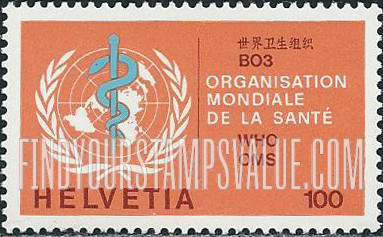 世界卫生组织
ВОЗ
ORGANISATION
MONDIALE
DE LA SANTÉ
WHO
OMS
FINDYOURSTAMPSVALUE.COM
HELVETIA 100